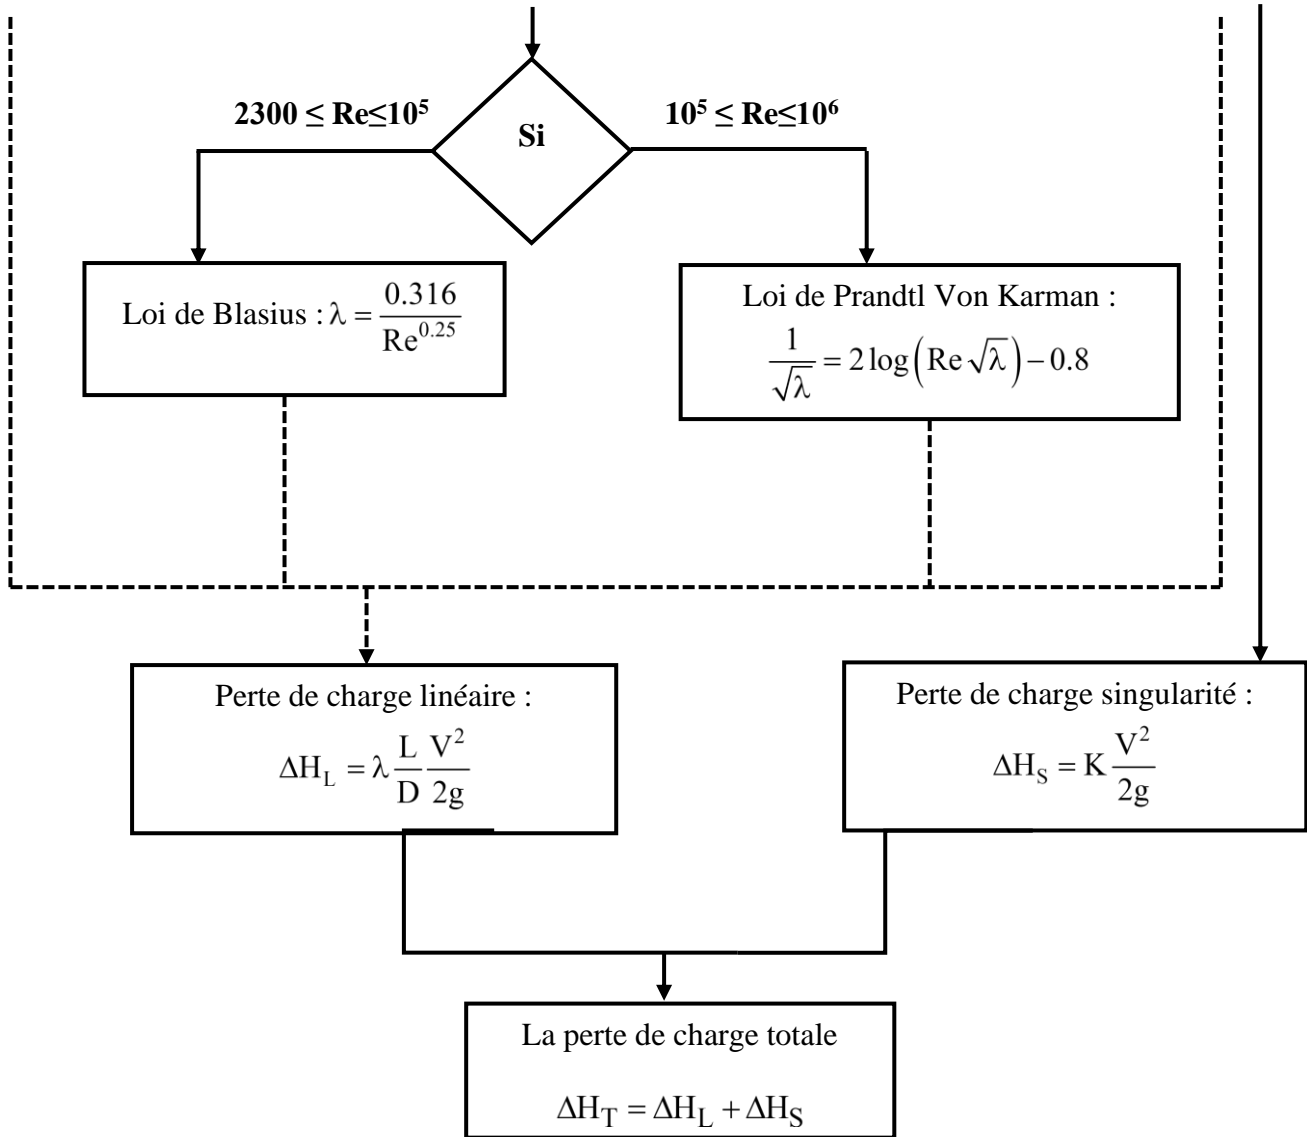 2300 ≤ Re≤10⁵
10⁵ ≤ Re≤10⁶
Si
Loi de Blasius : λ = 0.316 / Re^0.25
Loi de Prandtl Von Karman :
1 / √λ = 2 log(Re √λ) − 0.8
Perte de charge linéaire :
ΔH_L = λ L/D V²/2g
Perte de charge singularité :
ΔH_S = K V²/2g
La perte de charge totale
ΔH_T = ΔH_L + ΔH_S